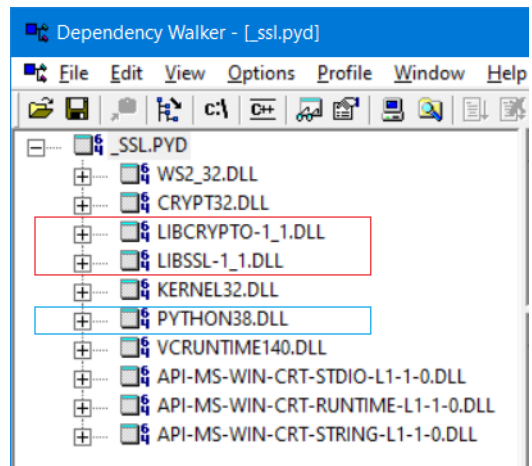 Dependency Walker - [_ssl.pyd]
File Edit View Options Profile Window Help
c:\ C++
_SSL.PYD
WS2_32.DLL
CRYPT32.DLL
LIBCRYPTO-1_1.DLL
LIBSSL-1_1.DLL
KERNEL32.DLL
PYTHON38.DLL
VCRUNTIME140.DLL
API-MS-WIN-CRT-STDIO-L1-1-0.DLL
API-MS-WIN-CRT-RUNTIME-L1-1-0.DLL
API-MS-WIN-CRT-STRING-L1-1-0.DLL